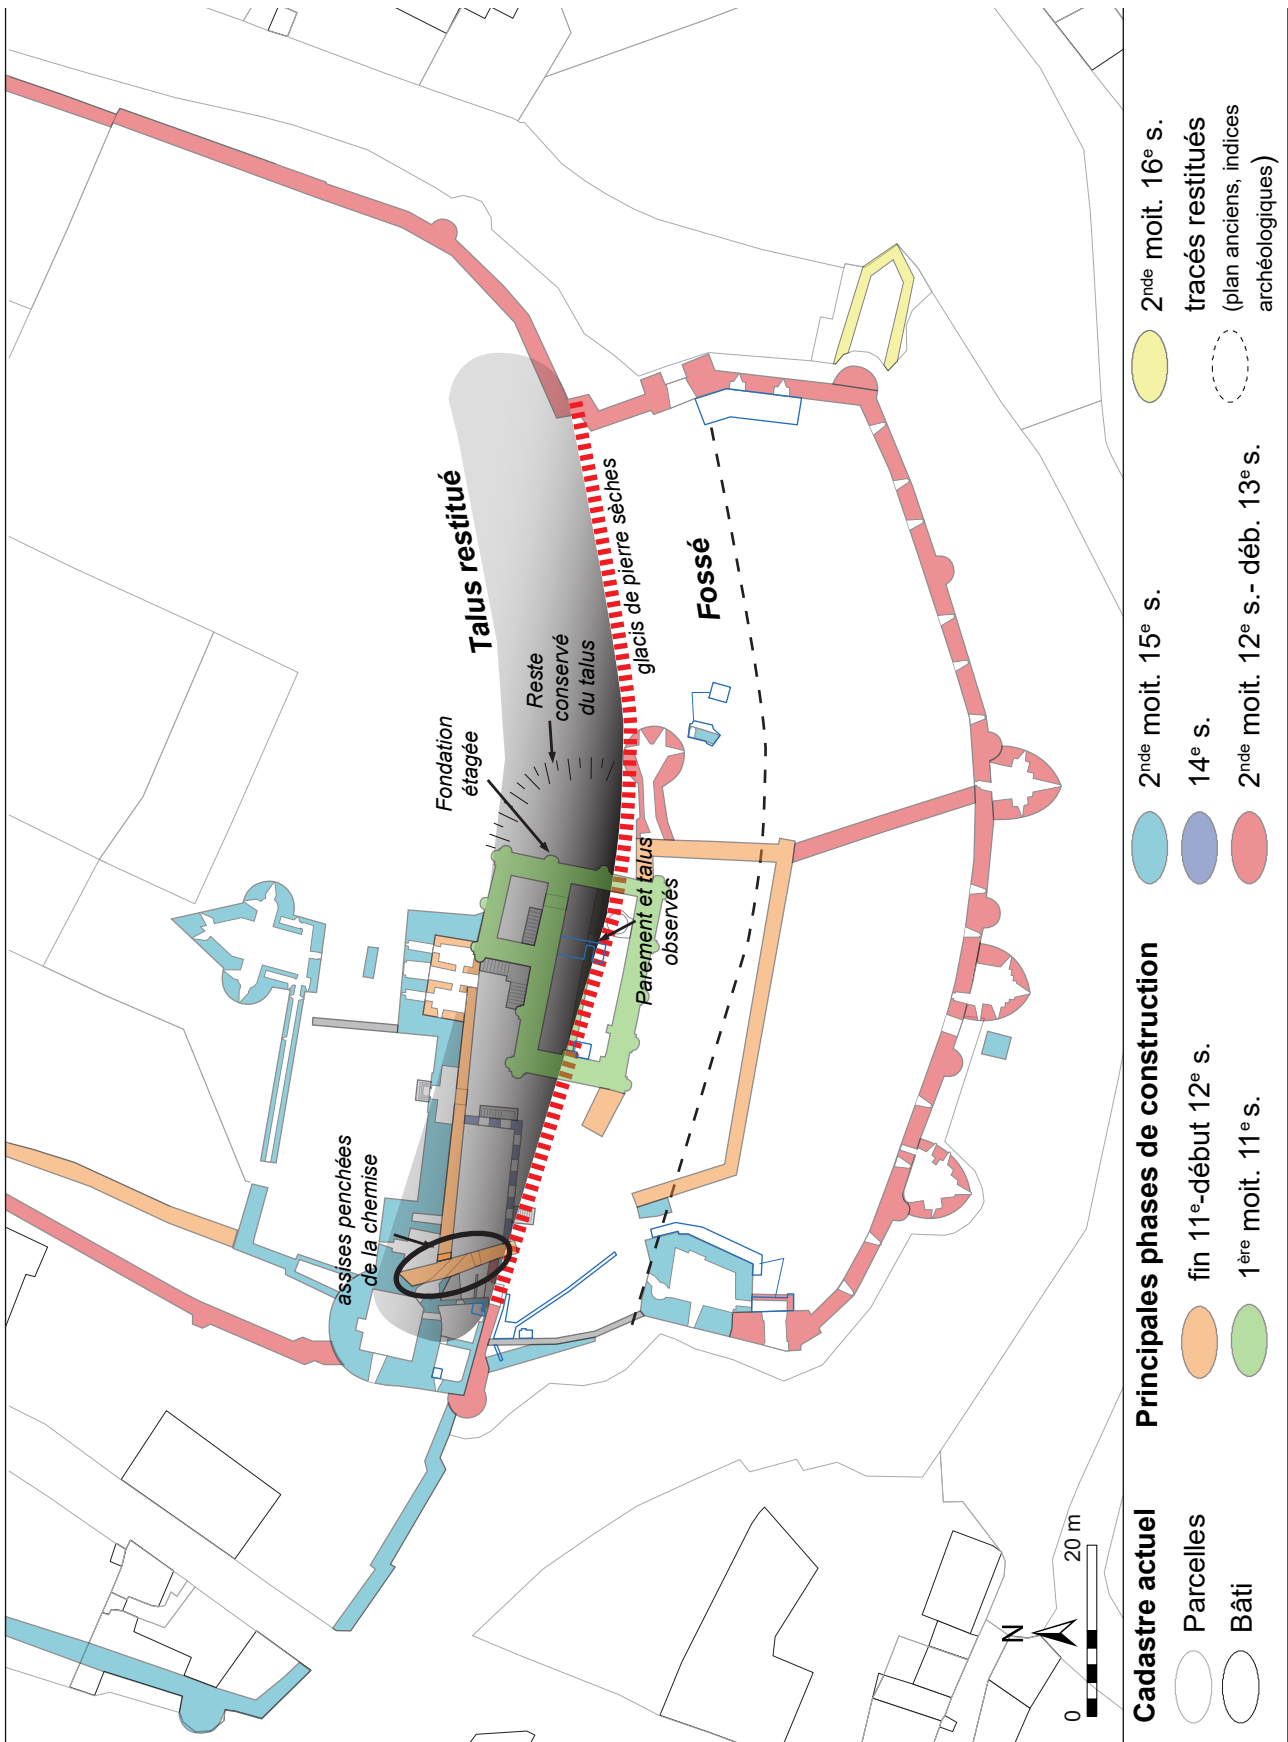 Talus restitué
Fondation
étagée
Reste
conservé
du talus
glacis de pierre sèches
Fossé
Parement et talus
observés
assises penchées
de la chemise
N
0 20 m
Cadastre actuel
Parcelles
Bâti
Principales phases de construction
fin 11e-début 12e s.
1ère moit. 11e s.
2nde moit. 15e s.
14e s.
2nde moit. 12e s.- déb. 13e s.
2nde moit. 16e s.
tracés restitués
(plan anciens, indices
archéologiques)